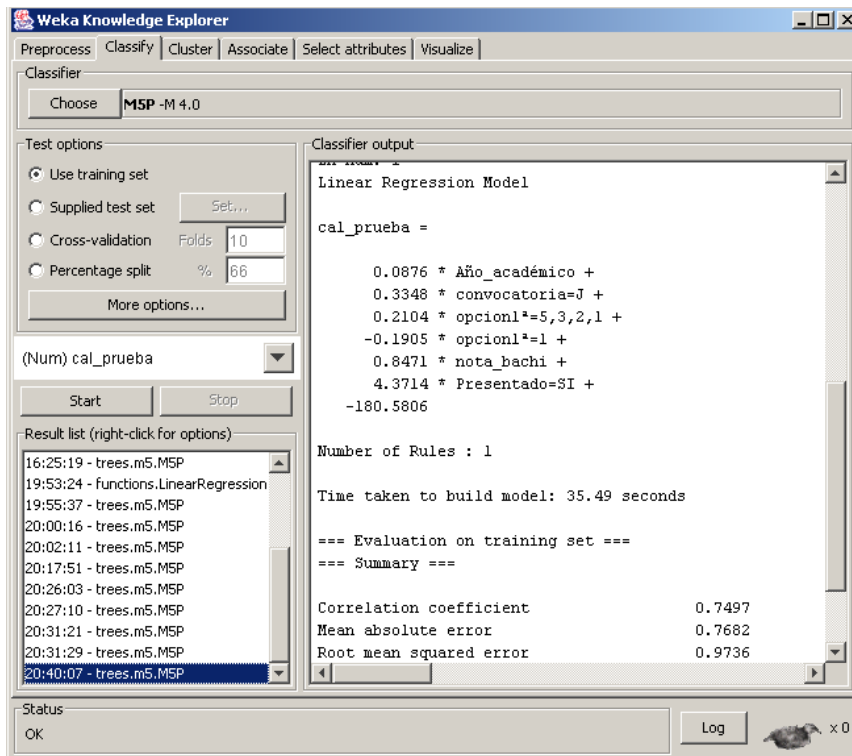 Weka Knowledge Explorer
Preprocess Classify Cluster Associate Select attributes Visualize
Classifier
Choose M5P -M 4.0
Test options
Use training set
Supplied test set Set...
Cross-validation Folds 10
Percentage split % 66
More options...
(Num) cal_prueba
Start Stop
Result list (right-click for options)
16:25:19 - trees.m5.M5P
19:53:24 - functions.LinearRegression
19:55:37 - trees.m5.M5P
20:00:16 - trees.m5.M5P
20:02:11 - trees.m5.M5P
20:17:51 - trees.m5.M5P
20:26:03 - trees.m5.M5P
20:27:10 - trees.m5.M5P
20:31:21 - trees.m5.M5P
20:31:29 - trees.m5.M5P
20:40:07 - trees.m5.M5P
Classifier output
Linear Regression Model
cal_prueba =
0.0876 * Año_académico +
0.3348 * convocatoria=J +
0.2104 * opcion1ª=5,3,2,1 +
-0.1905 * opcion1ª=1 +
0.8471 * nota_bachi +
4.3714 * Presentado=SI +
-180.5806
Number of Rules : 1
Time taken to build model: 35.49 seconds
=== Evaluation on training set ===
=== Summary ===
Correlation coefficient 0.7497
Mean absolute error 0.7682
Root mean squared error 0.9736
Status
OK
Log x 0